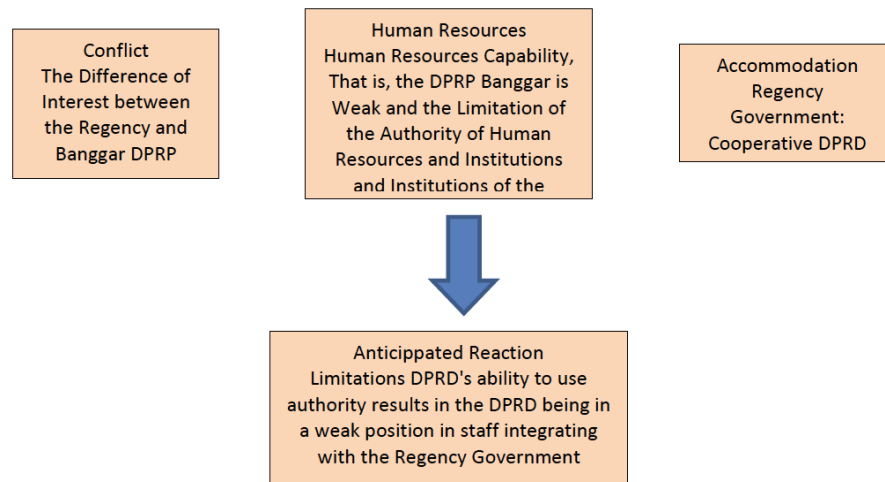 Conflict
The Difference of
Interest between
the Regency and
Banggar DPRP
Human Resources
Human Resources Capability,
That is, the DPRP Banggar is
Weak and the Limitation of
the Authority of Human
Resources and Institutions
and Institutions of the
Accommodation
Regency
Government:
Cooperative DPRD
Anticippated Reaction
Limitations DPRD's ability to use
authority results in the DPRD being in
a weak position in staff integrating
with the Regency Government